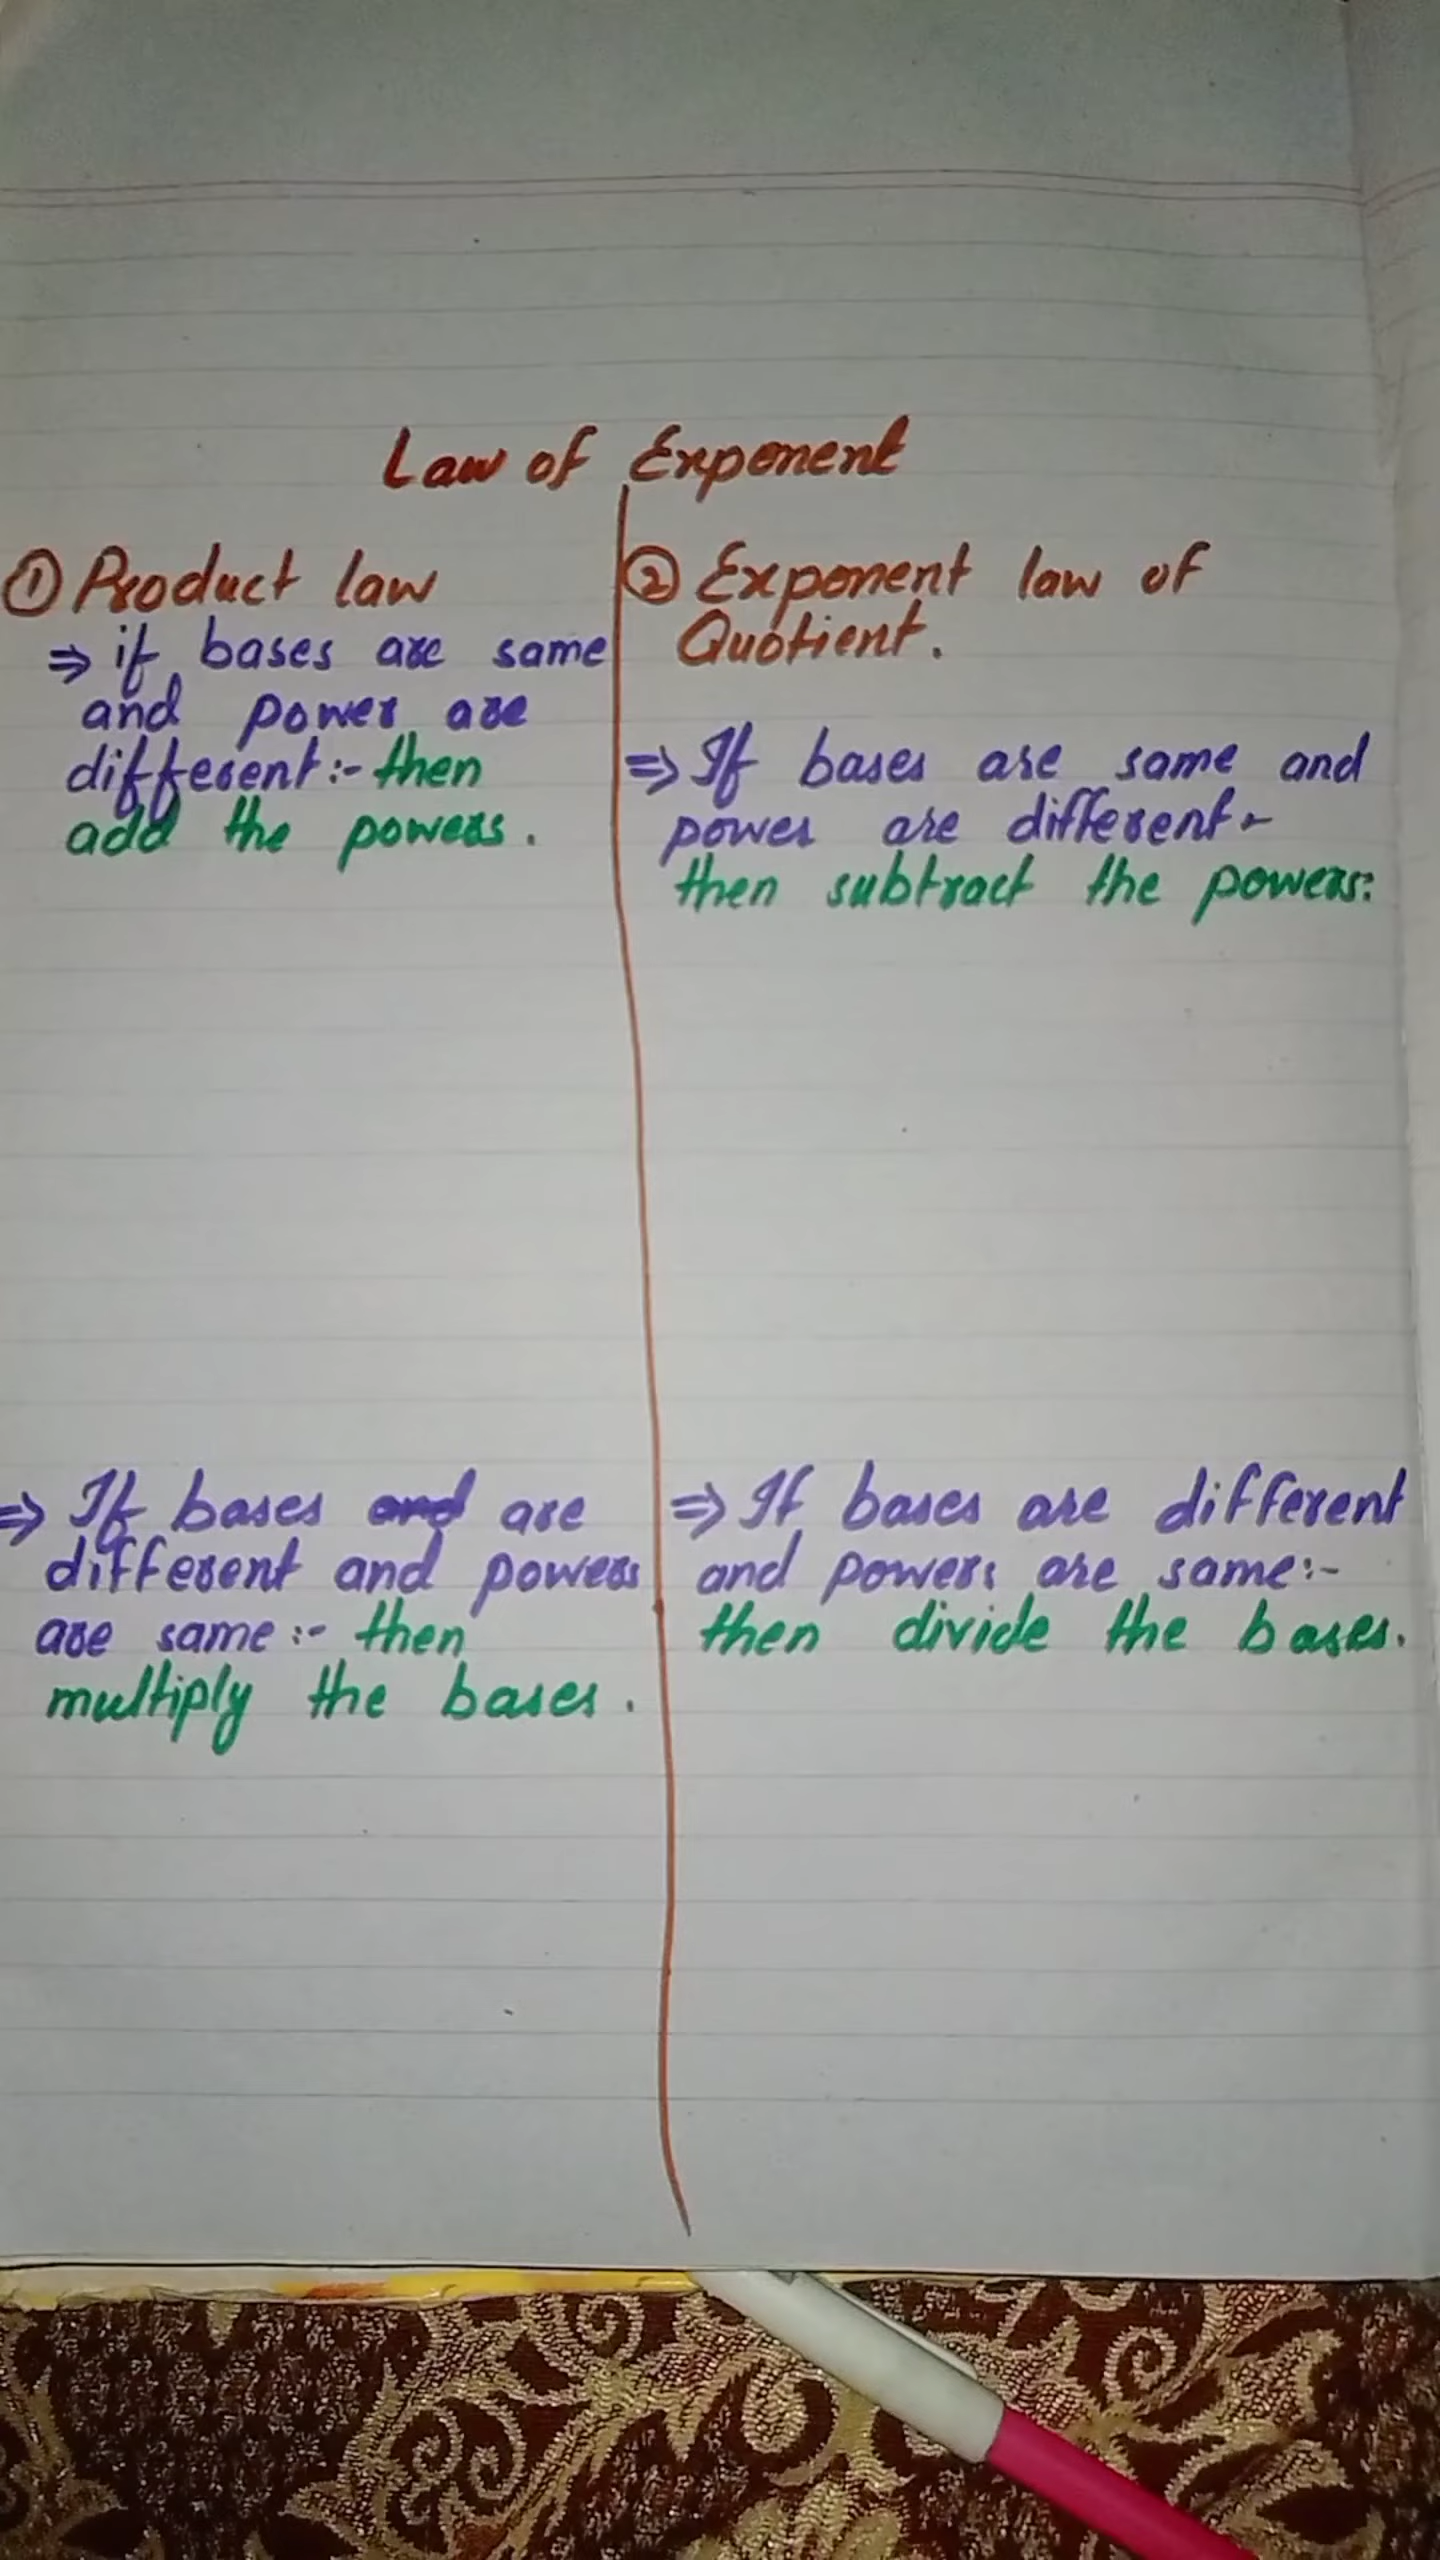 Law of Exponent
① Product law
⇒ if bases are same
and power are
different:- then
add the powers.
⇒ If bases and are
different and powers
are same:- then
multiply the bases.
② Exponent law of
Quotient.
⇒ If bases are same and
power are different-
then subtract the powers:
⇒ If bases are different
and powers are same:-
then divide the bases.